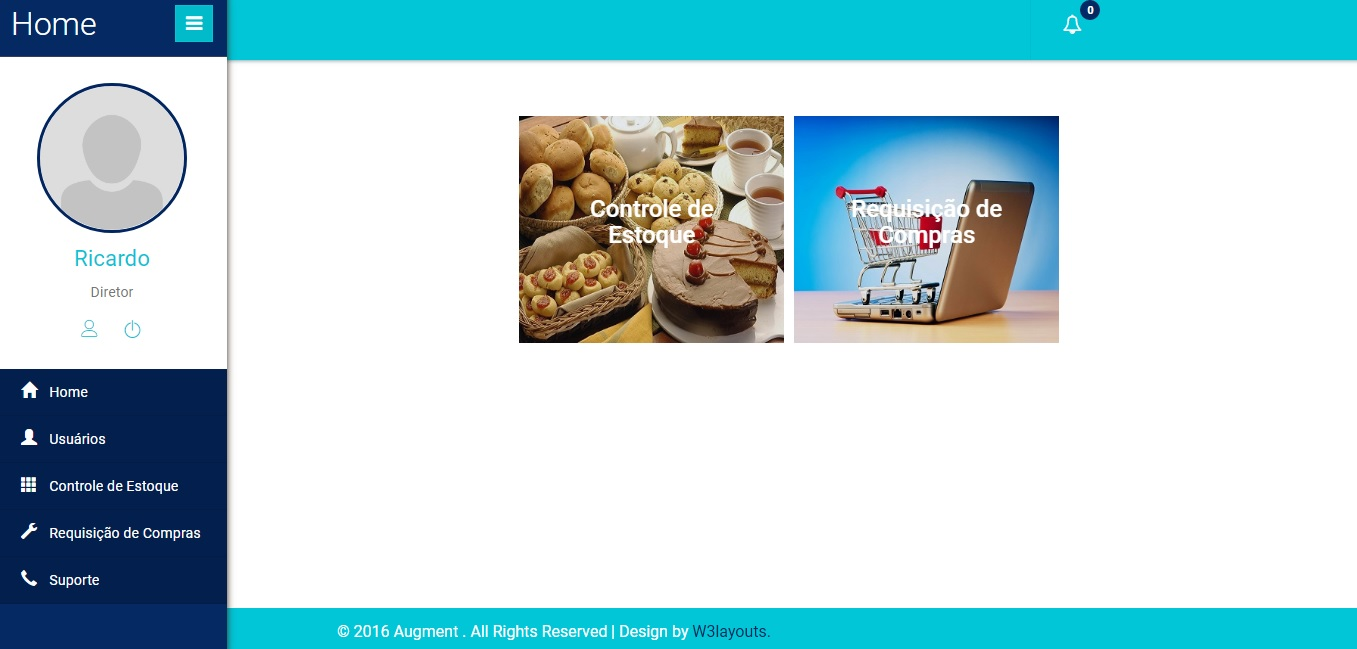 Home
0
Ricardo
Diretor
Home
Usuários
Controle de Estoque
Requisição de Compras
Suporte
Controle de
Estoque
Requisição de
Compras
© 2016 Augment . All Rights Reserved | Design by W3layouts.